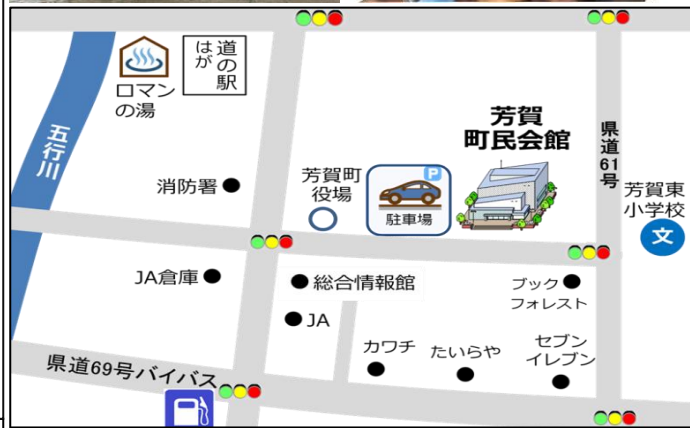 道の駅
はが
ロマン
の湯
五行川
消防署
芳賀町
役場
P
駐車場
芳賀
町民会館
県道61号
芳賀東
小学校
文
JA倉庫
総合情報館
JA
ブック
フォレスト
カワチ
たいらや
セブン
イレブン
県道69号バイパス